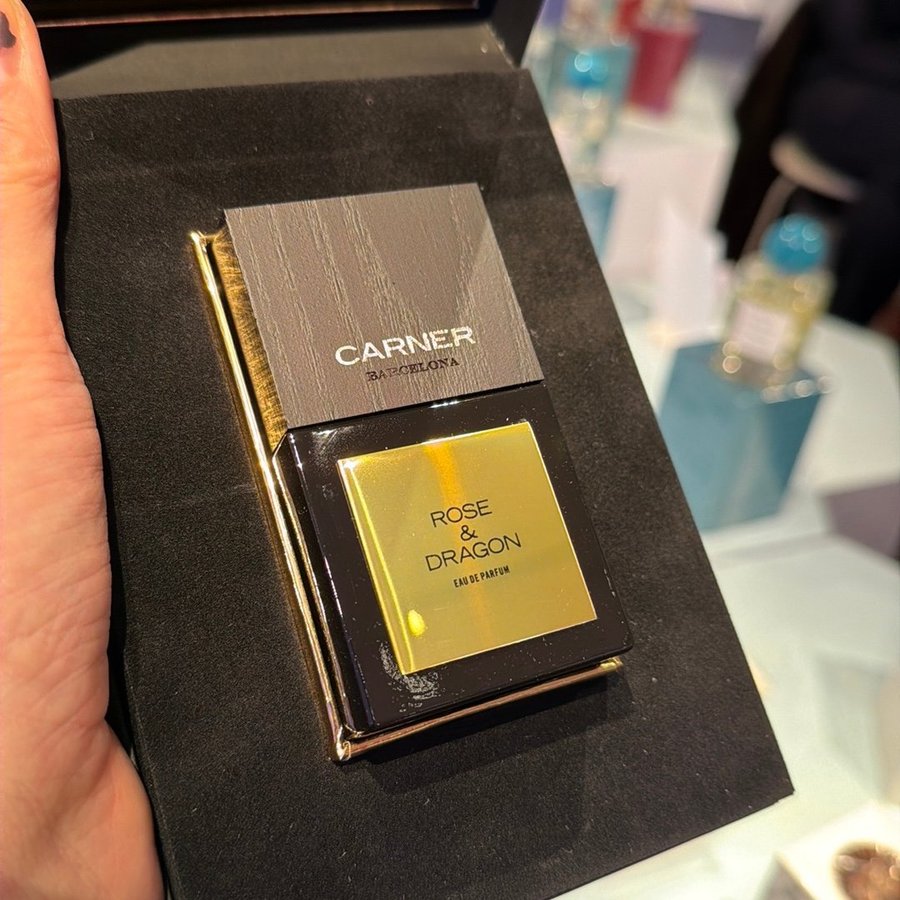 CARNER
BARCELONA
ROSE
&
DRAGON
EAU DE PARFUM